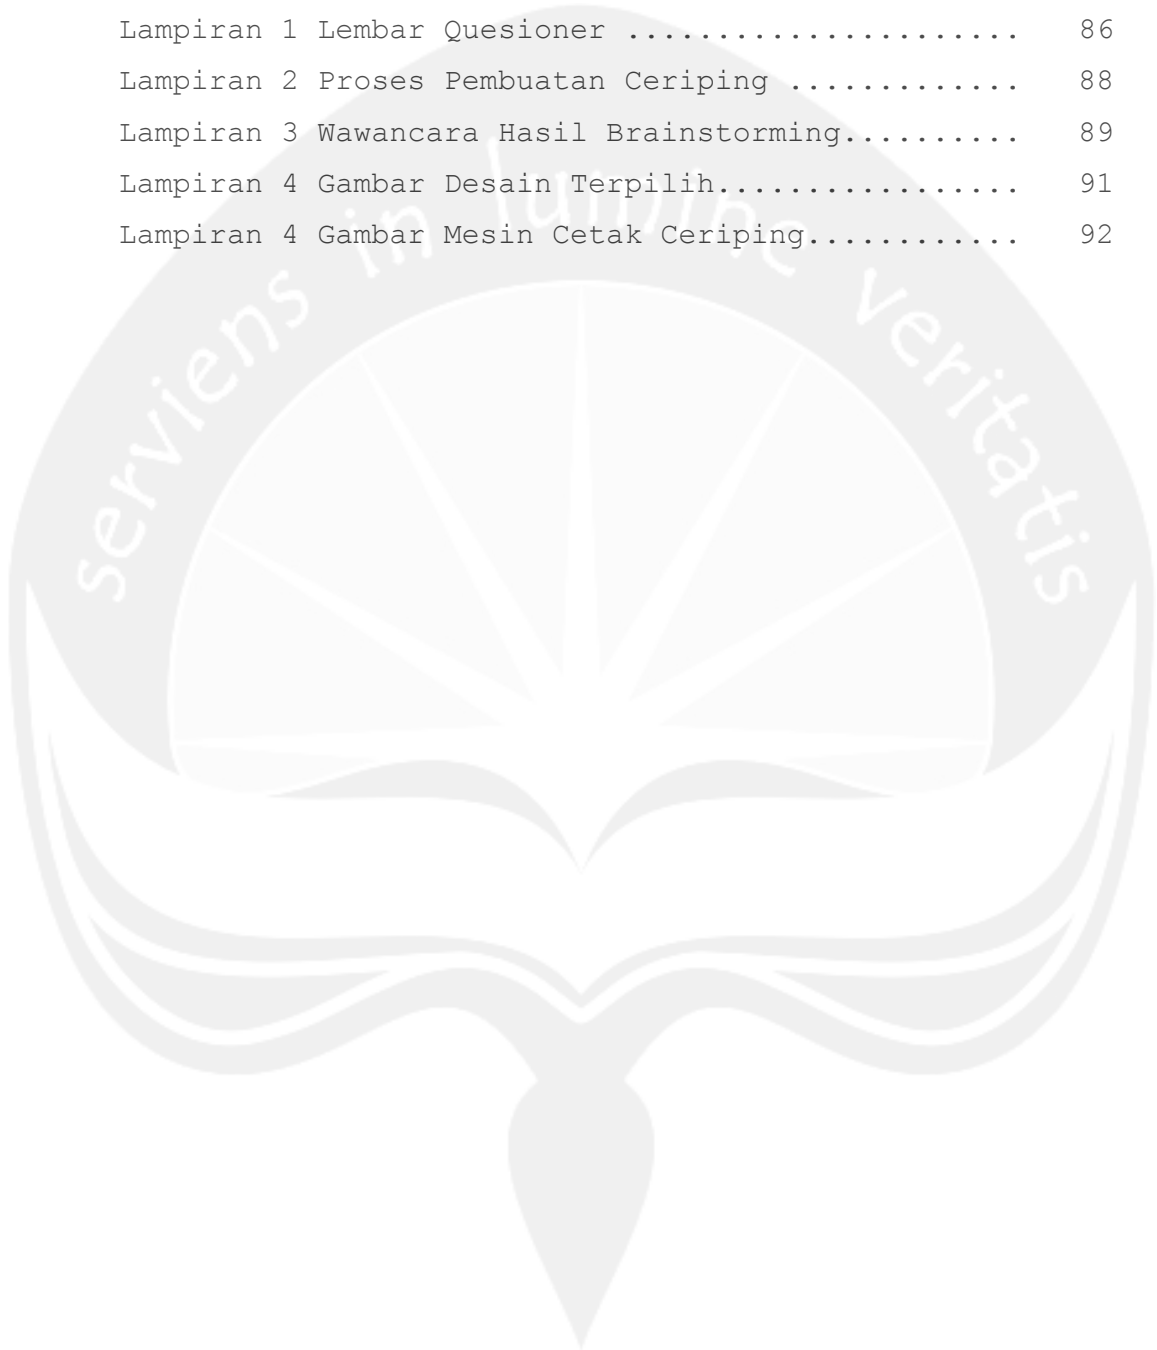 Lampiran 1 Lembar Quesioner ...................... 86
Lampiran 2 Proses Pembuatan Ceriping ............. 88
Lampiran 3 Wawancara Hasil Brainstorming.......... 89
Lampiran 4 Gambar Desain Terpilih................. 91
Lampiran 4 Gambar Mesin Cetak Ceriping............ 92
serviens in lumine veritatis